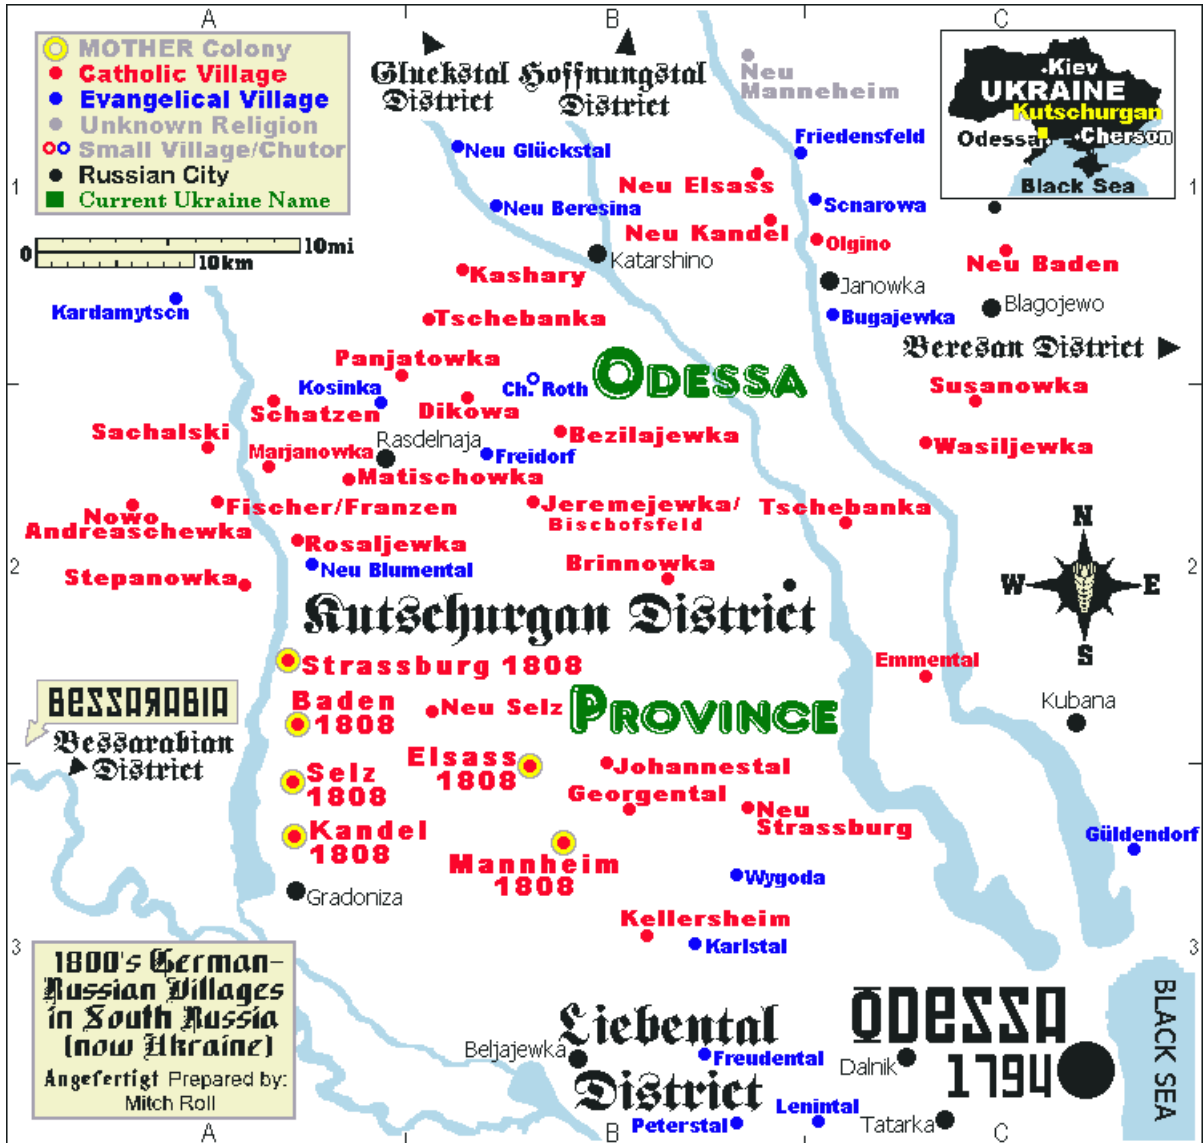 A
B
C
MOTHER Colony
Catholic Village
Evangelical Village
Unknown Religion
Small Village/Chutor
Russian City
Current Ukraine Name
0
10mi
10km
Gluckstal
District
Hoffnungstal
District
Neu
Manneheim
Kiev
UKRAINE
Kutschurgan
Odessa
Cherson
Black Sea
1
1
Neu Glückstal
Friedensfeld
Neu Elsass
Neu Beresina
Scnarowa
Neu Kandel
Olgino
Katarshino
Neu Baden
Kashary
Janowka
Blagojewo
Kardamytscn
Tschebanka
Bugajewka
Beresan District
Panjatowka
ODESSA
Kosinka
Ch. Roth
Susanowka
Schatzen
Dikowa
Sachalski
Rasdelnaja
Bezilajewka
Wasiljewka
Marjanowka
Freidorf
Matischowka
Fischer/Franzen
Jeremejewka/
Bischofsfeld
Tschebanka
Nowo
Andreaschewka
N
W
E
S
Rosaljewka
Neu Blumental
Brinnowka
2
2
Stepanowka
Kutschurgan District
Strassburg 1808
Emmental
Baden
1808
Neu Selz
PROVINCE
Kubana
BESSARABIA
Bessarabian
District
Elsass
1808
Johannestal
Selz
1808
Georgental
Neu
Strassburg
Kandel
1808
Güldendorf
Mannheim
1808
Wygoda
Gradoniza
Kellersheim
Karlstal
3
3
1800's German-
Russian Villages
in South Russia
(now Ukraine)
Angefertigt Prepared by:
Mitch Roll
Liebental
District
ODESSA
1794
BLACK SEA
Beljajewka
Freudental
Dalnik
Lenintal
Peterstal
Tatarka
A
B
C